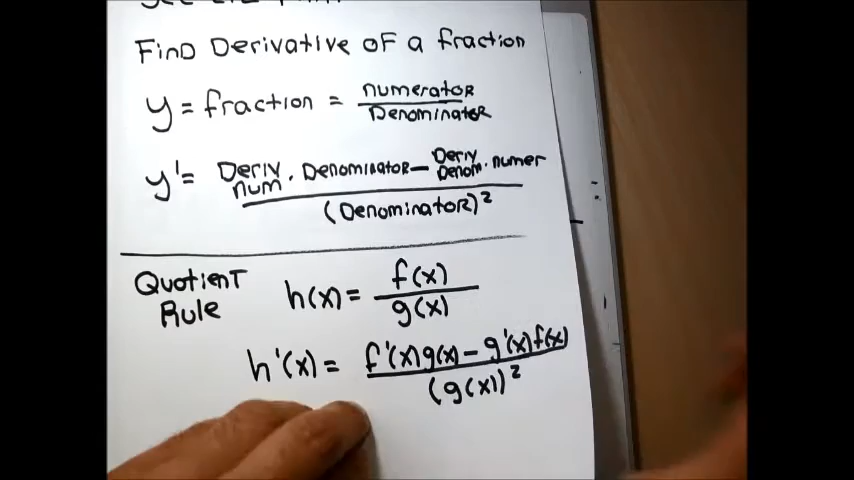 Find Derivative of a fraction
y = fraction = numerator / Denominator
y' = Deriv num . Denominator - Deriv Denom . numer / (Denominator)²
Quotient Rule
h(x) = f(x) / g(x)
h'(x) = f'(x)g(x) - g'(x)f(x) / (g(x))²